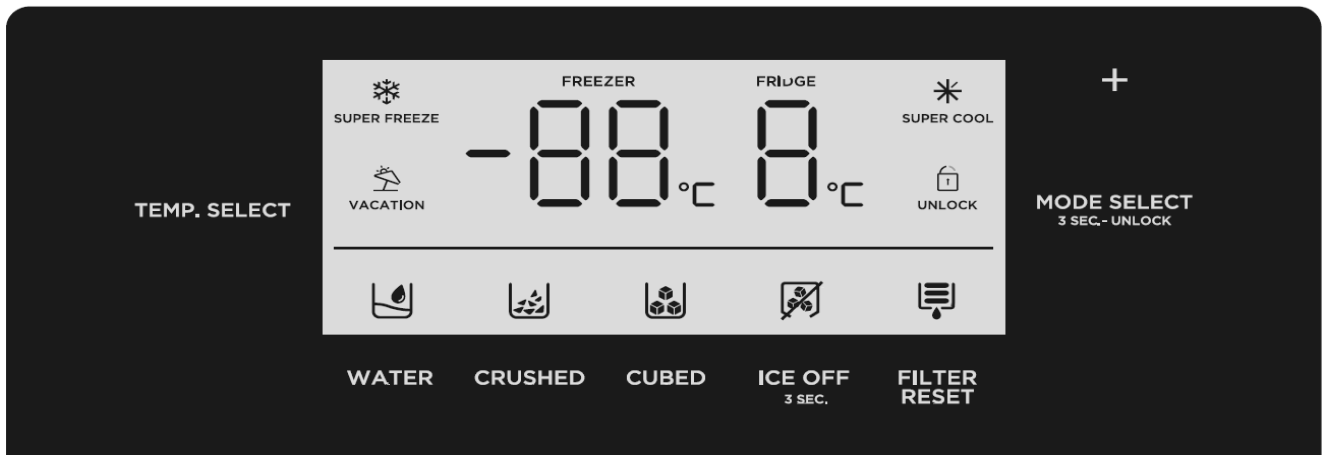 FREEZER FRIDGE
SUPER FREEZE SUPER COOL
-88°C 8°C
+
TEMP. SELECT
VACATION UNLOCK
MODE SELECT
3 SEC.- UNLOCK
WATER CRUSHED CUBED ICE OFF FILTER
3 SEC. RESET